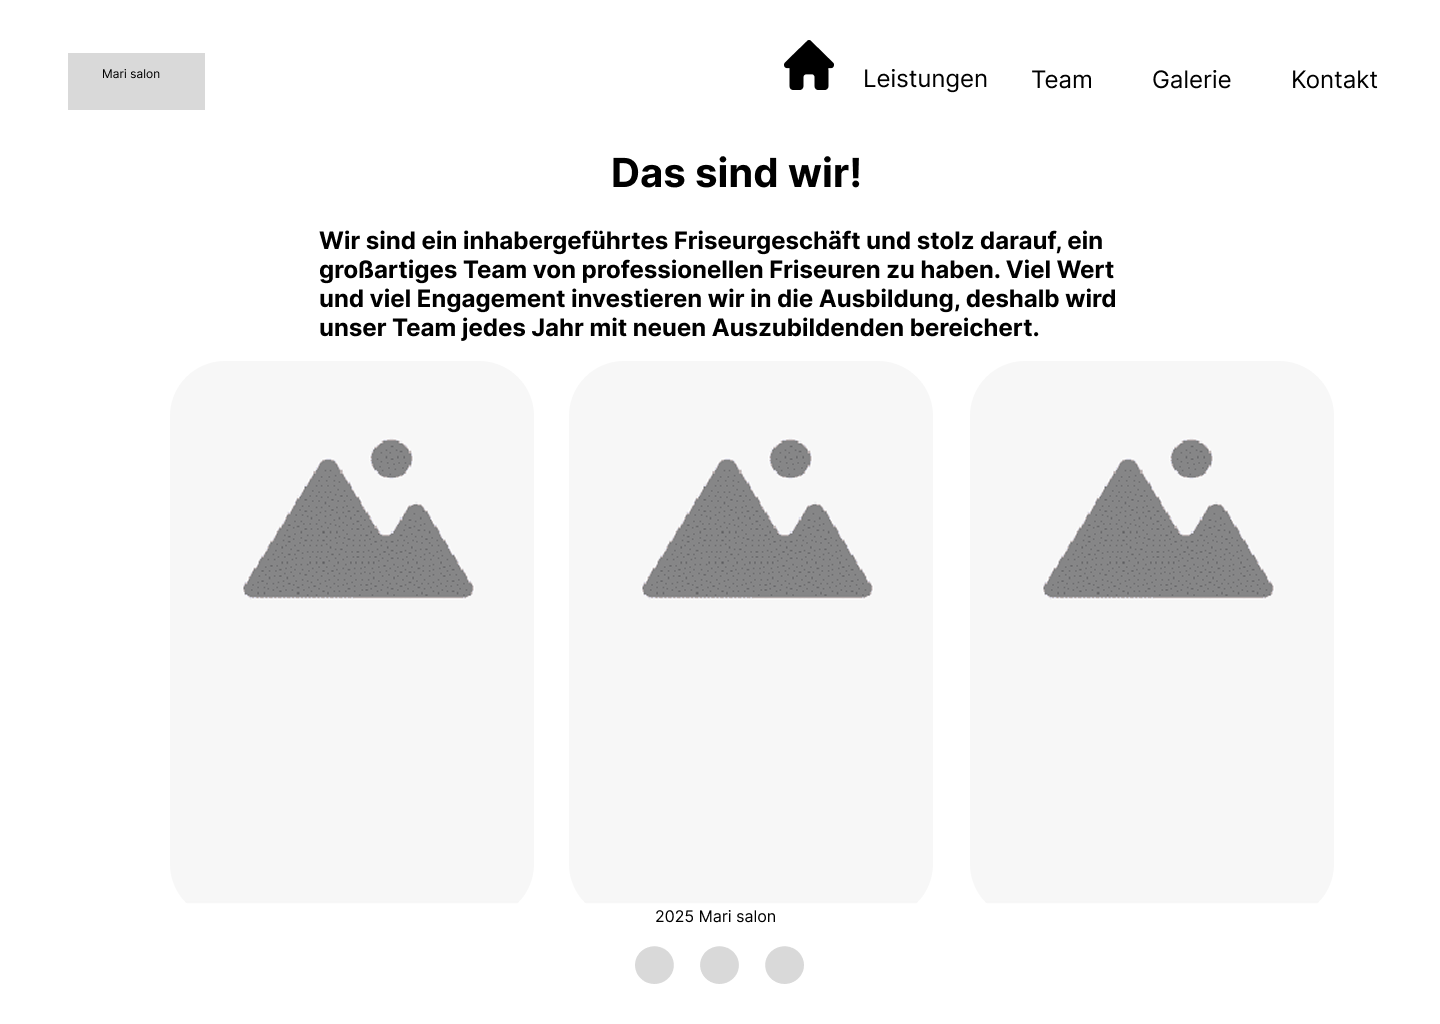 Mari salon
Leistungen
Team
Galerie
Kontakt
Das sind wir!
Wir sind ein inhabergeführtes Friseurgeschäft und stolz darauf, ein
großartiges Team von professionellen Friseuren zu haben. Viel Wert
und viel Engagement investieren wir in die Ausbildung, deshalb wird
unser Team jedes Jahr mit neuen Auszubildenden bereichert.
2025 Mari salon